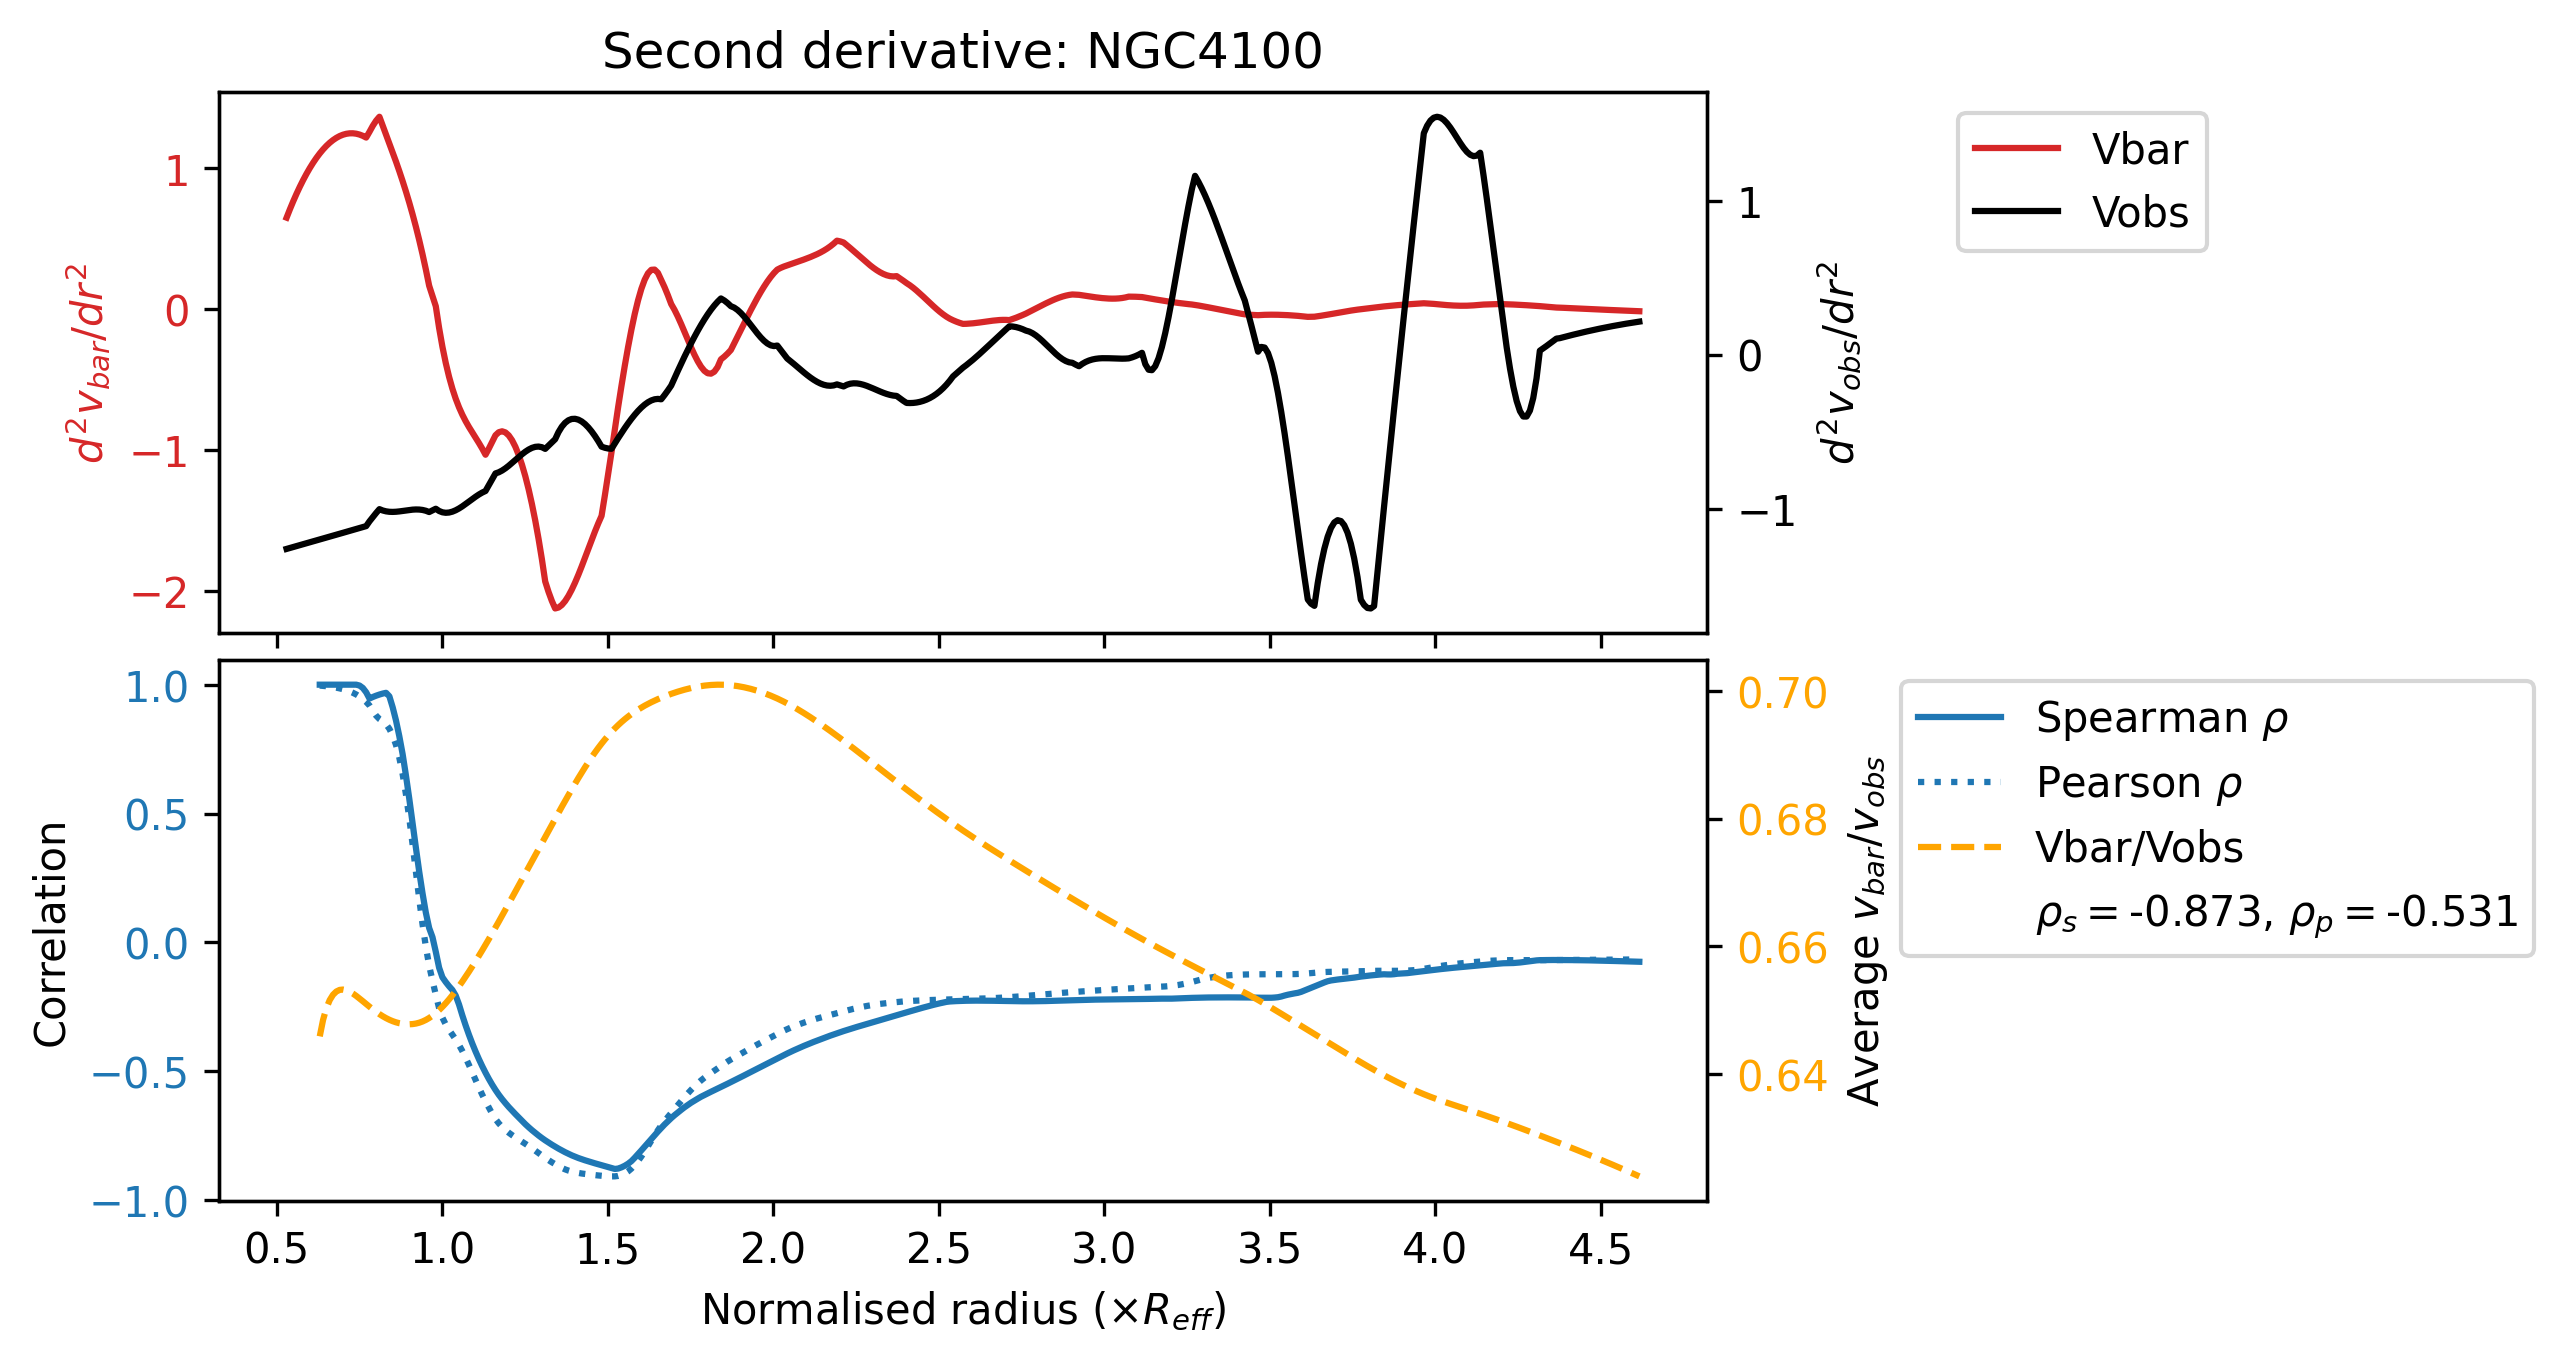 Second derivative: NGC4100
1
0
−1
−2
d²v_bar/dr²
1
0
−1
d²v_obs/dr²
Vbar
Vobs
1.0
0.5
0.0
−0.5
−1.0
Correlation
0.70
0.68
0.66
0.64
Average v_bar/v_obs
Spearman ρ
Pearson ρ
Vbar/Vobs
ρ_s = -0.873, ρ_p = -0.531
0.5 1.0 1.5 2.0 2.5 3.0 3.5 4.0 4.5
Normalised radius (×R_eff)